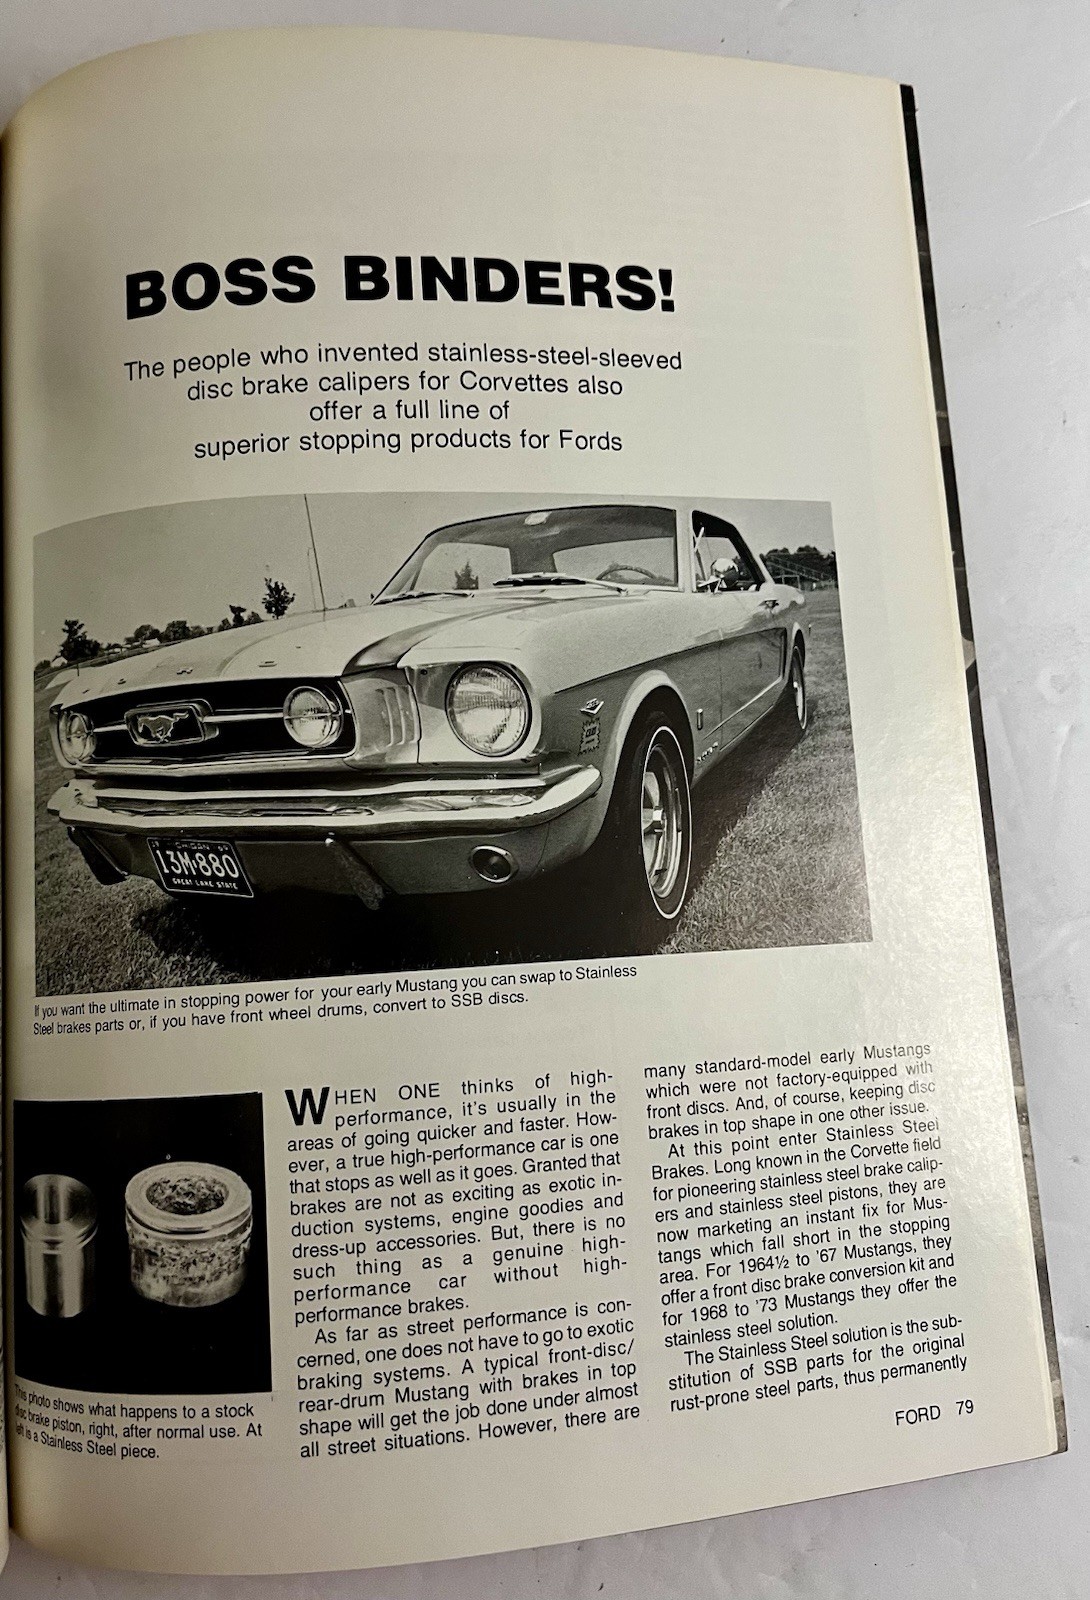 BOSS BINDERS!
The people who invented stainless-steel-sleeved
disc brake calipers for Corvettes also
offer a full line of
superior stopping products for Fords
13M·880
GREAT LAKE STATE
If you want the ultimate in stopping power for your early Mustang you can swap to Stainless
Steel brakes parts or, if you have front wheel drums, convert to SSB discs.
This photo shows what happens to a stock
disc brake piston, right, after normal use. At
left is a Stainless Steel piece.
WHEN ONE thinks of high-
performance, it's usually in the
areas of going quicker and faster. How-
ever, a true high-performance car is one
that stops as well as it goes. Granted that
brakes are not as exciting as exotic in-
duction systems, engine goodies and
dress-up accessories. But, there is no
such thing as a genuine high-
performance car without high-
performance brakes.
As far as street performance is con-
cerned, one does not have to go to exotic
braking systems. A typical front-disc/
rear-drum Mustang with brakes in top
shape will get the job done under almost
all street situations. However, there are
many standard-model early Mustangs
which were not factory-equipped with
front discs. And, of course, keeping disc
brakes in top shape in one other issue.
At this point enter Stainless Steel
Brakes. Long known in the Corvette field
for pioneering stainless steel brake calip-
ers and stainless steel pistons, they are
now marketing an instant fix for Mus-
tangs which fall short in the stopping
area. For 1964½ to '67 Mustangs, they
offer a front disc brake conversion kit and
for 1968 to '73 Mustangs they offer the
stainless steel solution.
The Stainless Steel solution is the sub-
stitution of SSB parts for the original
rust-prone steel parts, thus permanently
FORD 79